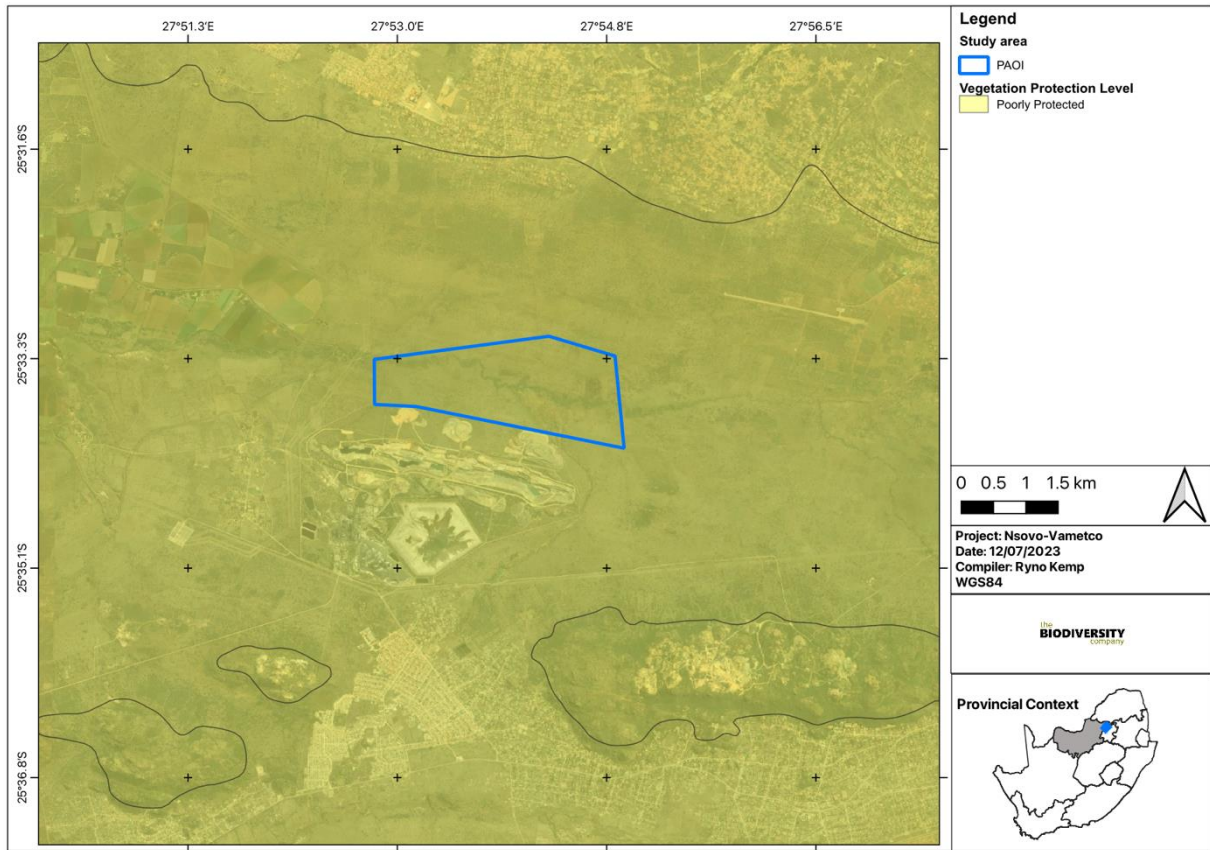 27°51.3'E 27°53.0'E 27°54.8'E 27°56.5'E
25°31.6'S
25°33.3'S
25°35.1'S
25°36.8'S
Legend
Study area
PAOI
Vegetation Protection Level
Poorly Protected
0 0.5 1 1.5 km
Project: Nsovo-Vametco
Date: 12/07/2023
Compiler: Ryno Kemp
WGS84
the
BIODIVERSITY
company
Provincial Context